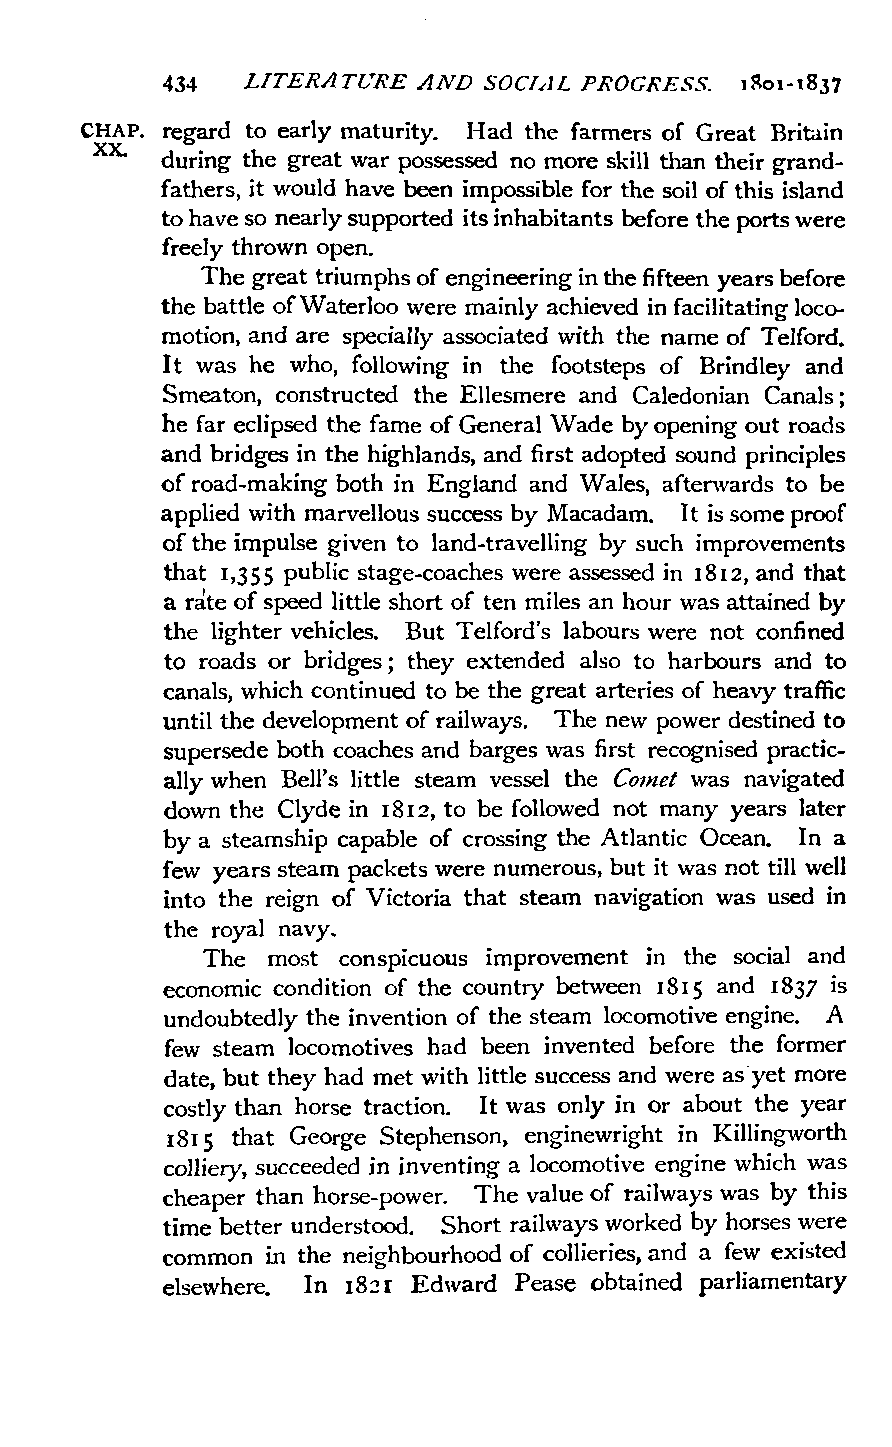 434 LITERATURE AND SOCIAL PROGRESS. 1801-1837
CHAP. XX.
regard to early maturity. Had the farmers of Great Britain
during the great war possessed no more skill than their grand-
fathers, it would have been impossible for the soil of this island
to have so nearly supported its inhabitants before the ports were
freely thrown open.
The great triumphs of engineering in the fifteen years before
the battle of Waterloo were mainly achieved in facilitating loco-
motion, and are specially associated with the name of Telford.
It was he who, following in the footsteps of Brindley and
Smeaton, constructed the Ellesmere and Caledonian Canals;
he far eclipsed the fame of General Wade by opening out roads
and bridges in the highlands, and first adopted sound principles
of road-making both in England and Wales, afterwards to be
applied with marvellous success by Macadam. It is some proof
of the impulse given to land-travelling by such improvements
that 1,355 public stage-coaches were assessed in 1812, and that
a rate of speed little short of ten miles an hour was attained by
the lighter vehicles. But Telford's labours were not confined
to roads or bridges; they extended also to harbours and to
canals, which continued to be the great arteries of heavy traffic
until the development of railways. The new power destined to
supersede both coaches and barges was first recognised practic-
ally when Bell's little steam vessel the Comet was navigated
down the Clyde in 1812, to be followed not many years later
by a steamship capable of crossing the Atlantic Ocean. In a
few years steam packets were numerous, but it was not till well
into the reign of Victoria that steam navigation was used in
the royal navy.
The most conspicuous improvement in the social and
economic condition of the country between 1815 and 1837 is
undoubtedly the invention of the steam locomotive engine. A
few steam locomotives had been invented before the former
date, but they had met with little success and were as yet more
costly than horse traction. It was only in or about the year
1815 that George Stephenson, enginewright in Killingworth
colliery, succeeded in inventing a locomotive engine which was
cheaper than horse-power. The value of railways was by this
time better understood. Short railways worked by horses were
common in the neighbourhood of collieries, and a few existed
elsewhere. In 1821 Edward Pease obtained parliamentary